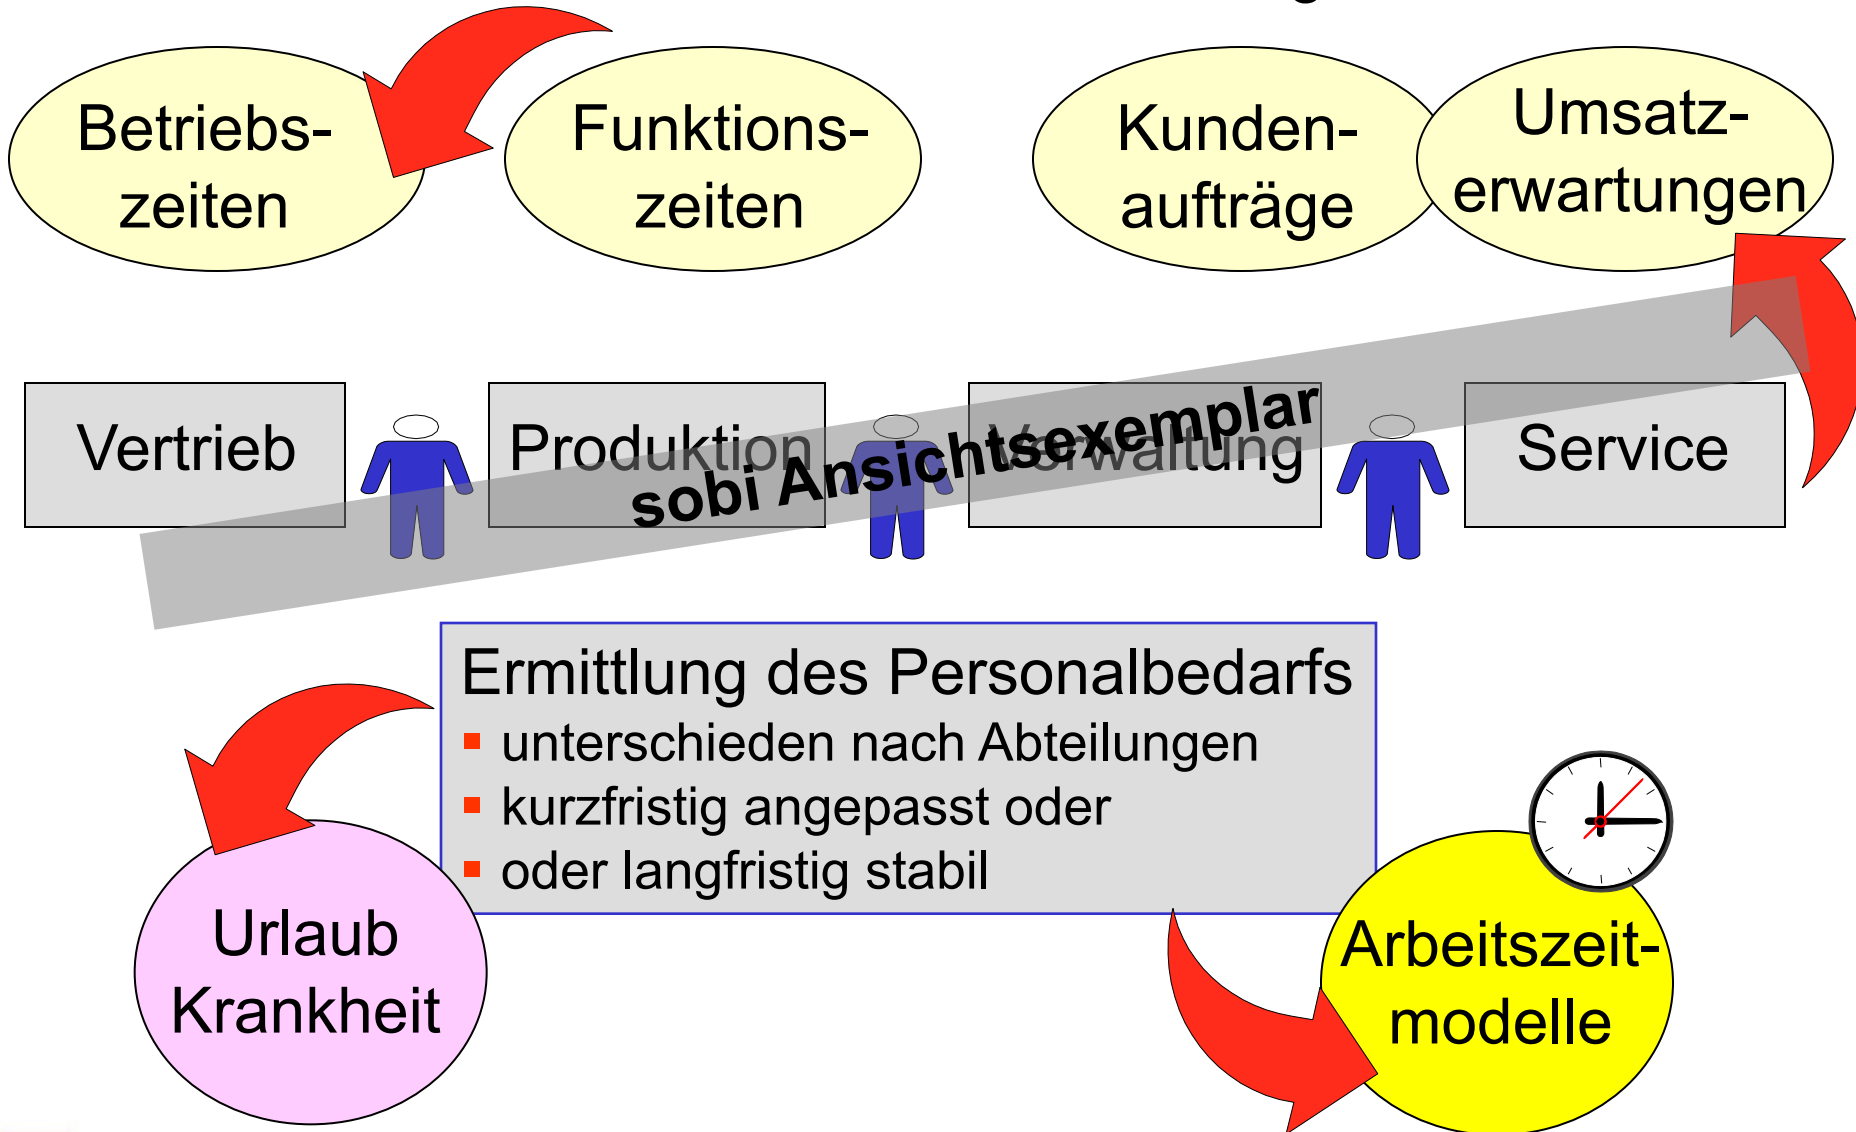 Betriebs-
zeiten
Funktions-
zeiten
Kunden-
aufträge
Umsatz-
erwartungen
Vertrieb
Produktion
Verwaltung
Service
sobi Ansichtsexemplar
Ermittlung des Personalbedarfs
unterschieden nach Abteilungen
kurzfristig angepasst oder
oder langfristig stabil
Urlaub
Krankheit
Arbeitszeit-
modelle